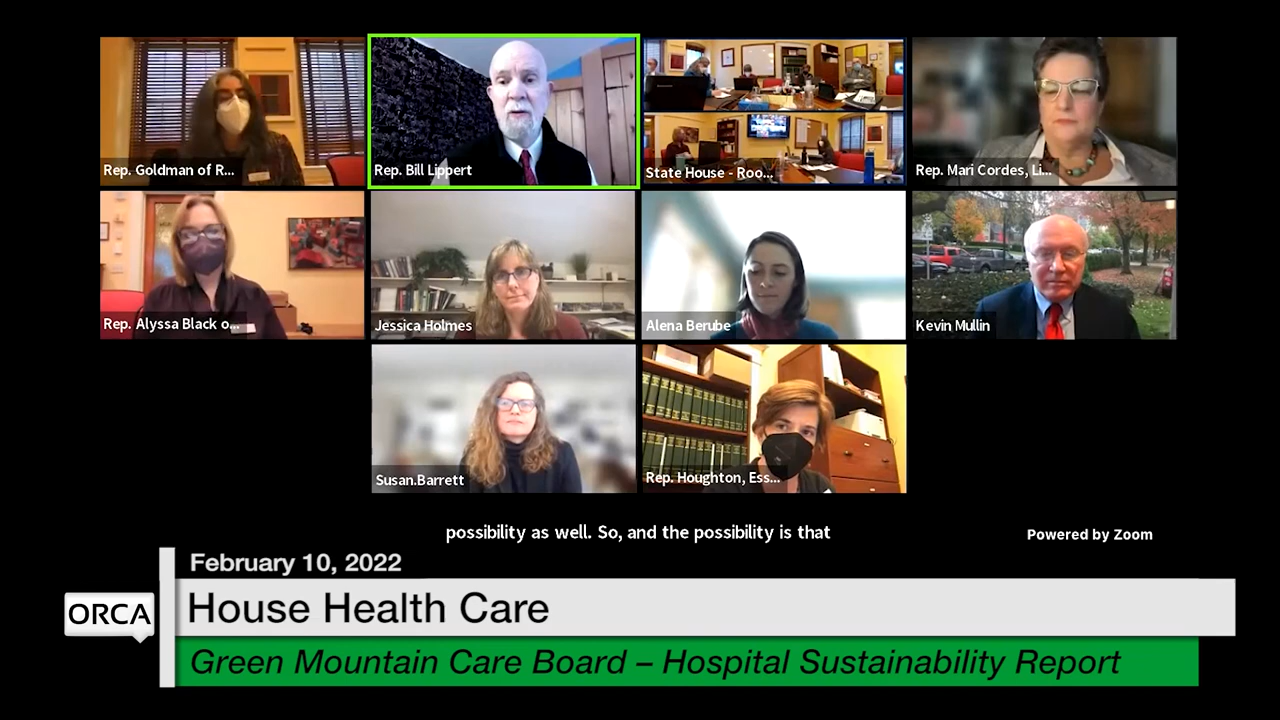 Rep. Goldman of R...
Rep. Bill Lippert
State House - Roo...
Rep. Mari Cordes, Li...
Rep. Alyssa Black o...
Jessica Holmes
Alena Berube
Kevin Mullin
Susan.Barrett
Rep. Houghton, Ess...
possibility as well. So, and the possibility is that
Powered by Zoom
February 10, 2022
ORCA
House Health Care
Green Mountain Care Board – Hospital Sustainability Report